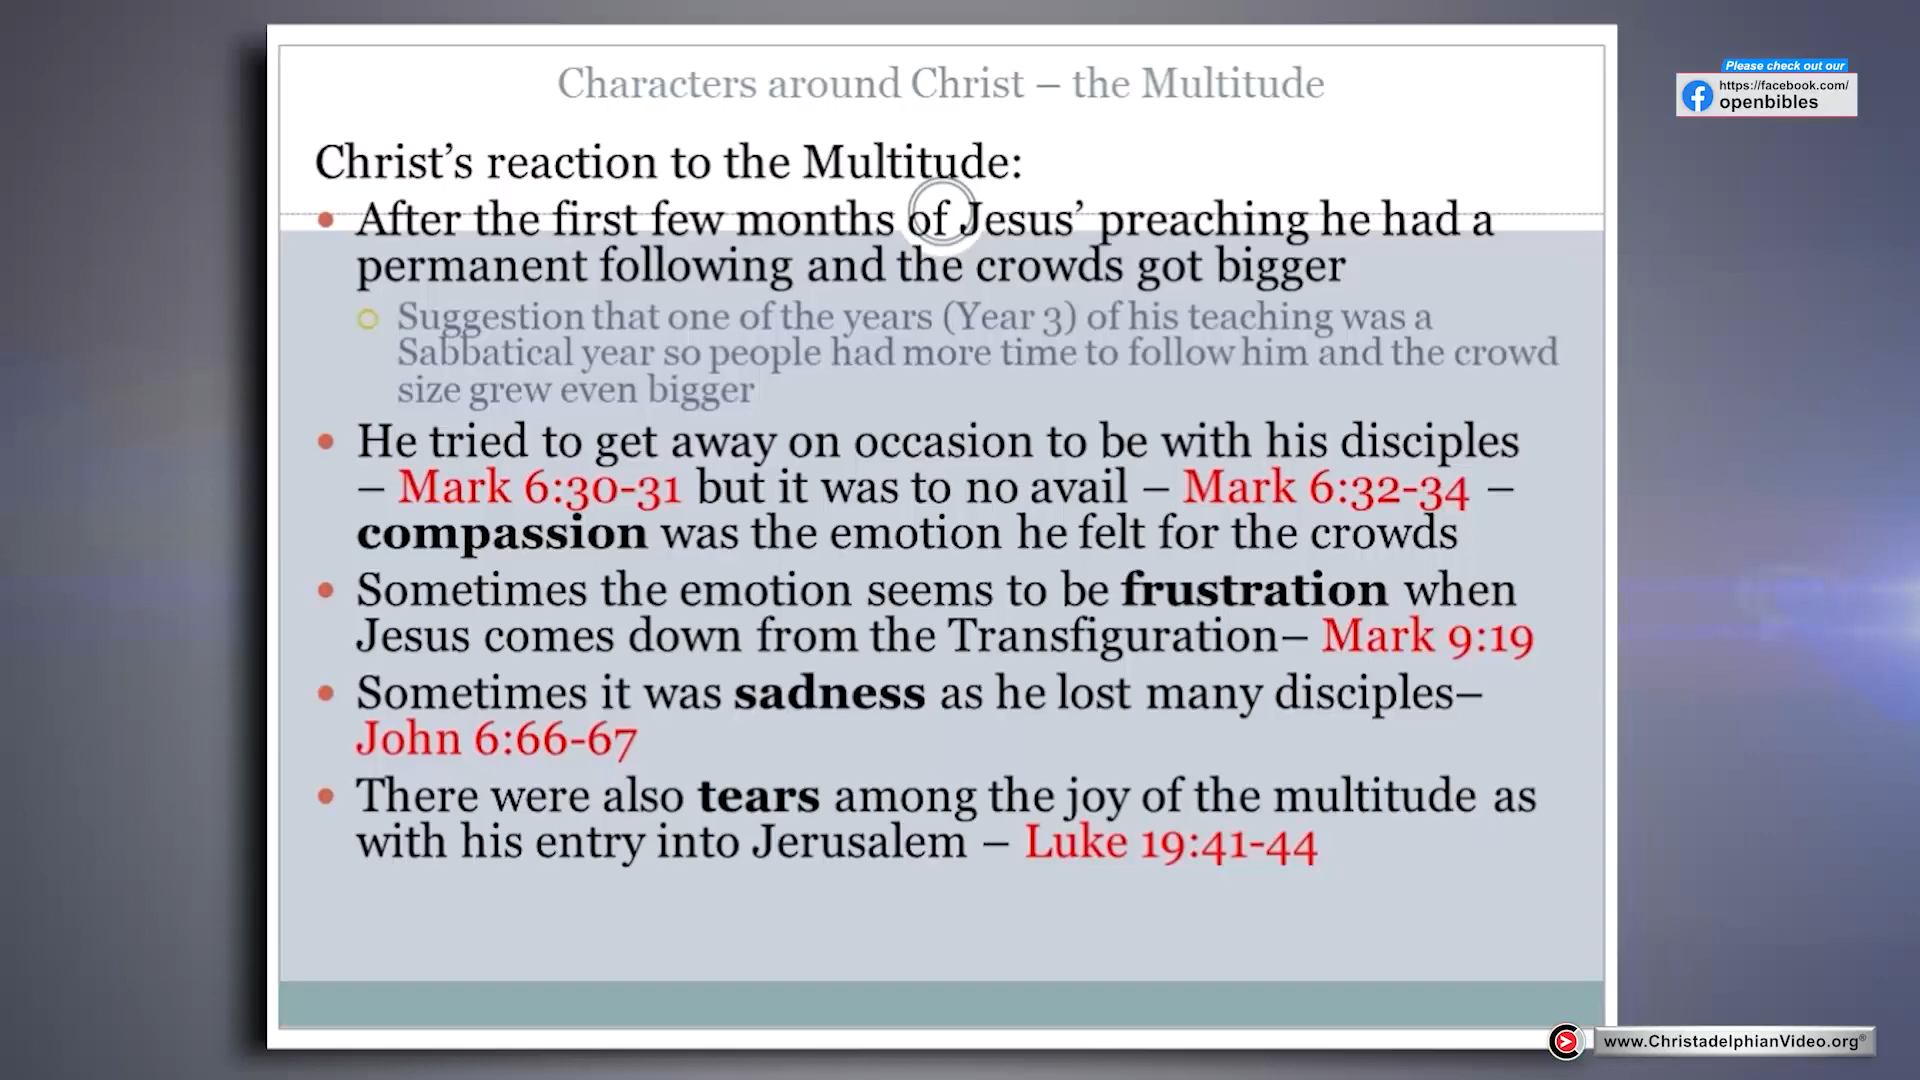 Characters around Christ – the Multitude
Please check out our
https://facebook.com/
openbibles
Christ’s reaction to the Multitude:
• After the first few months of Jesus’ preaching he had a
permanent following and the crowds got bigger
Suggestion that one of the years (Year 3) of his teaching was a
Sabbatical year so people had more time to follow him and the crowd
size grew even bigger
• He tried to get away on occasion to be with his disciples
– Mark 6:30-31 but it was to no avail – Mark 6:32-34 –
compassion was the emotion he felt for the crowds
• Sometimes the emotion seems to be frustration when
Jesus comes down from the Transfiguration– Mark 9:19
• Sometimes it was sadness as he lost many disciples–
John 6:66-67
• There were also tears among the joy of the multitude as
with his entry into Jerusalem – Luke 19:41-44
www.ChristadelphianVideo.org®